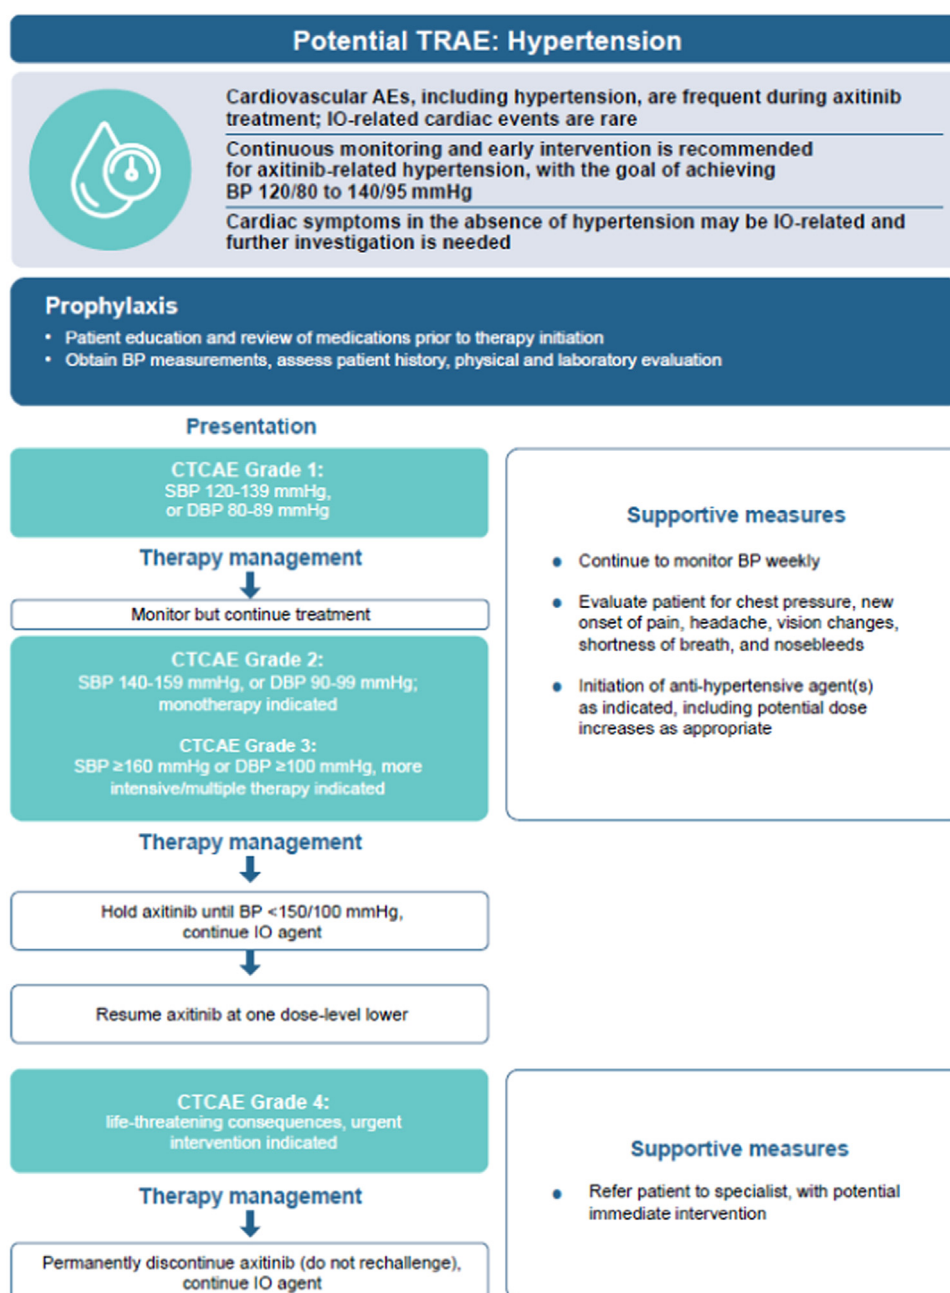 Potential TRAE: Hypertension
Cardiovascular AEs, including hypertension, are frequent during axitinib
treatment; IO-related cardiac events are rare
Continuous monitoring and early intervention is recommended
for axitinib-related hypertension, with the goal of achieving
BP 120/80 to 140/95 mmHg
Cardiac symptoms in the absence of hypertension may be IO-related and
further investigation is needed
Prophylaxis
• Patient education and review of medications prior to therapy initiation
• Obtain BP measurements, assess patient history, physical and laboratory evaluation
Presentation
CTCAE Grade 1:
SBP 120-139 mmHg,
or DBP 80-89 mmHg
Therapy management
Monitor but continue treatment
CTCAE Grade 2:
SBP 140-159 mmHg, or DBP 90-99 mmHg;
monotherapy indicated
CTCAE Grade 3:
SBP ≥160 mmHg or DBP ≥100 mmHg, more
intensive/multiple therapy indicated
Supportive measures
• Continue to monitor BP weekly
• Evaluate patient for chest pressure, new
onset of pain, headache, vision changes,
shortness of breath, and nosebleeds
• Initiation of anti-hypertensive agent(s)
as indicated, including potential dose
increases as appropriate
Therapy management
Hold axitinib until BP <150/100 mmHg,
continue IO agent
Resume axitinib at one dose-level lower
CTCAE Grade 4:
life-threatening consequences, urgent
intervention indicated
Therapy management
Permanently discontinue axitinib (do not rechallenge),
continue IO agent
Supportive measures
• Refer patient to specialist, with potential
immediate intervention